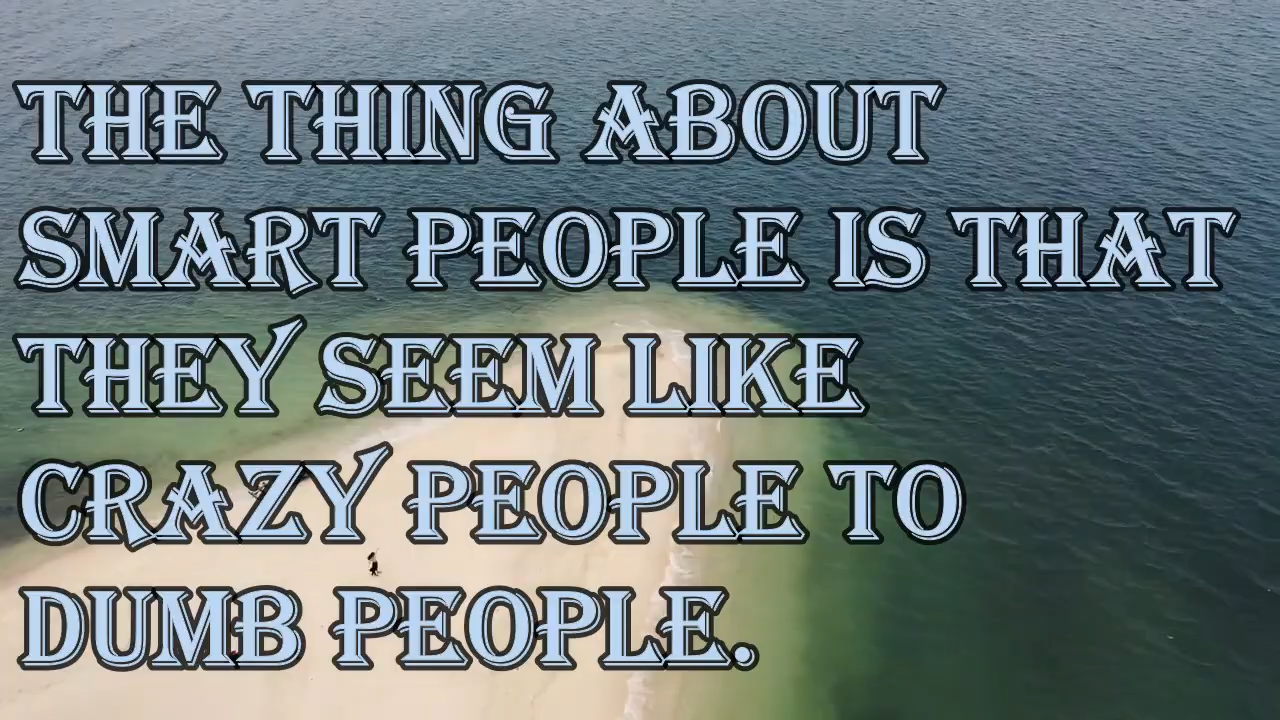 THE THING ABOUT
SMART PEOPLE IS THAT
THEY SEEM LIKE
CRAZY PEOPLE TO
DUMB PEOPLE.